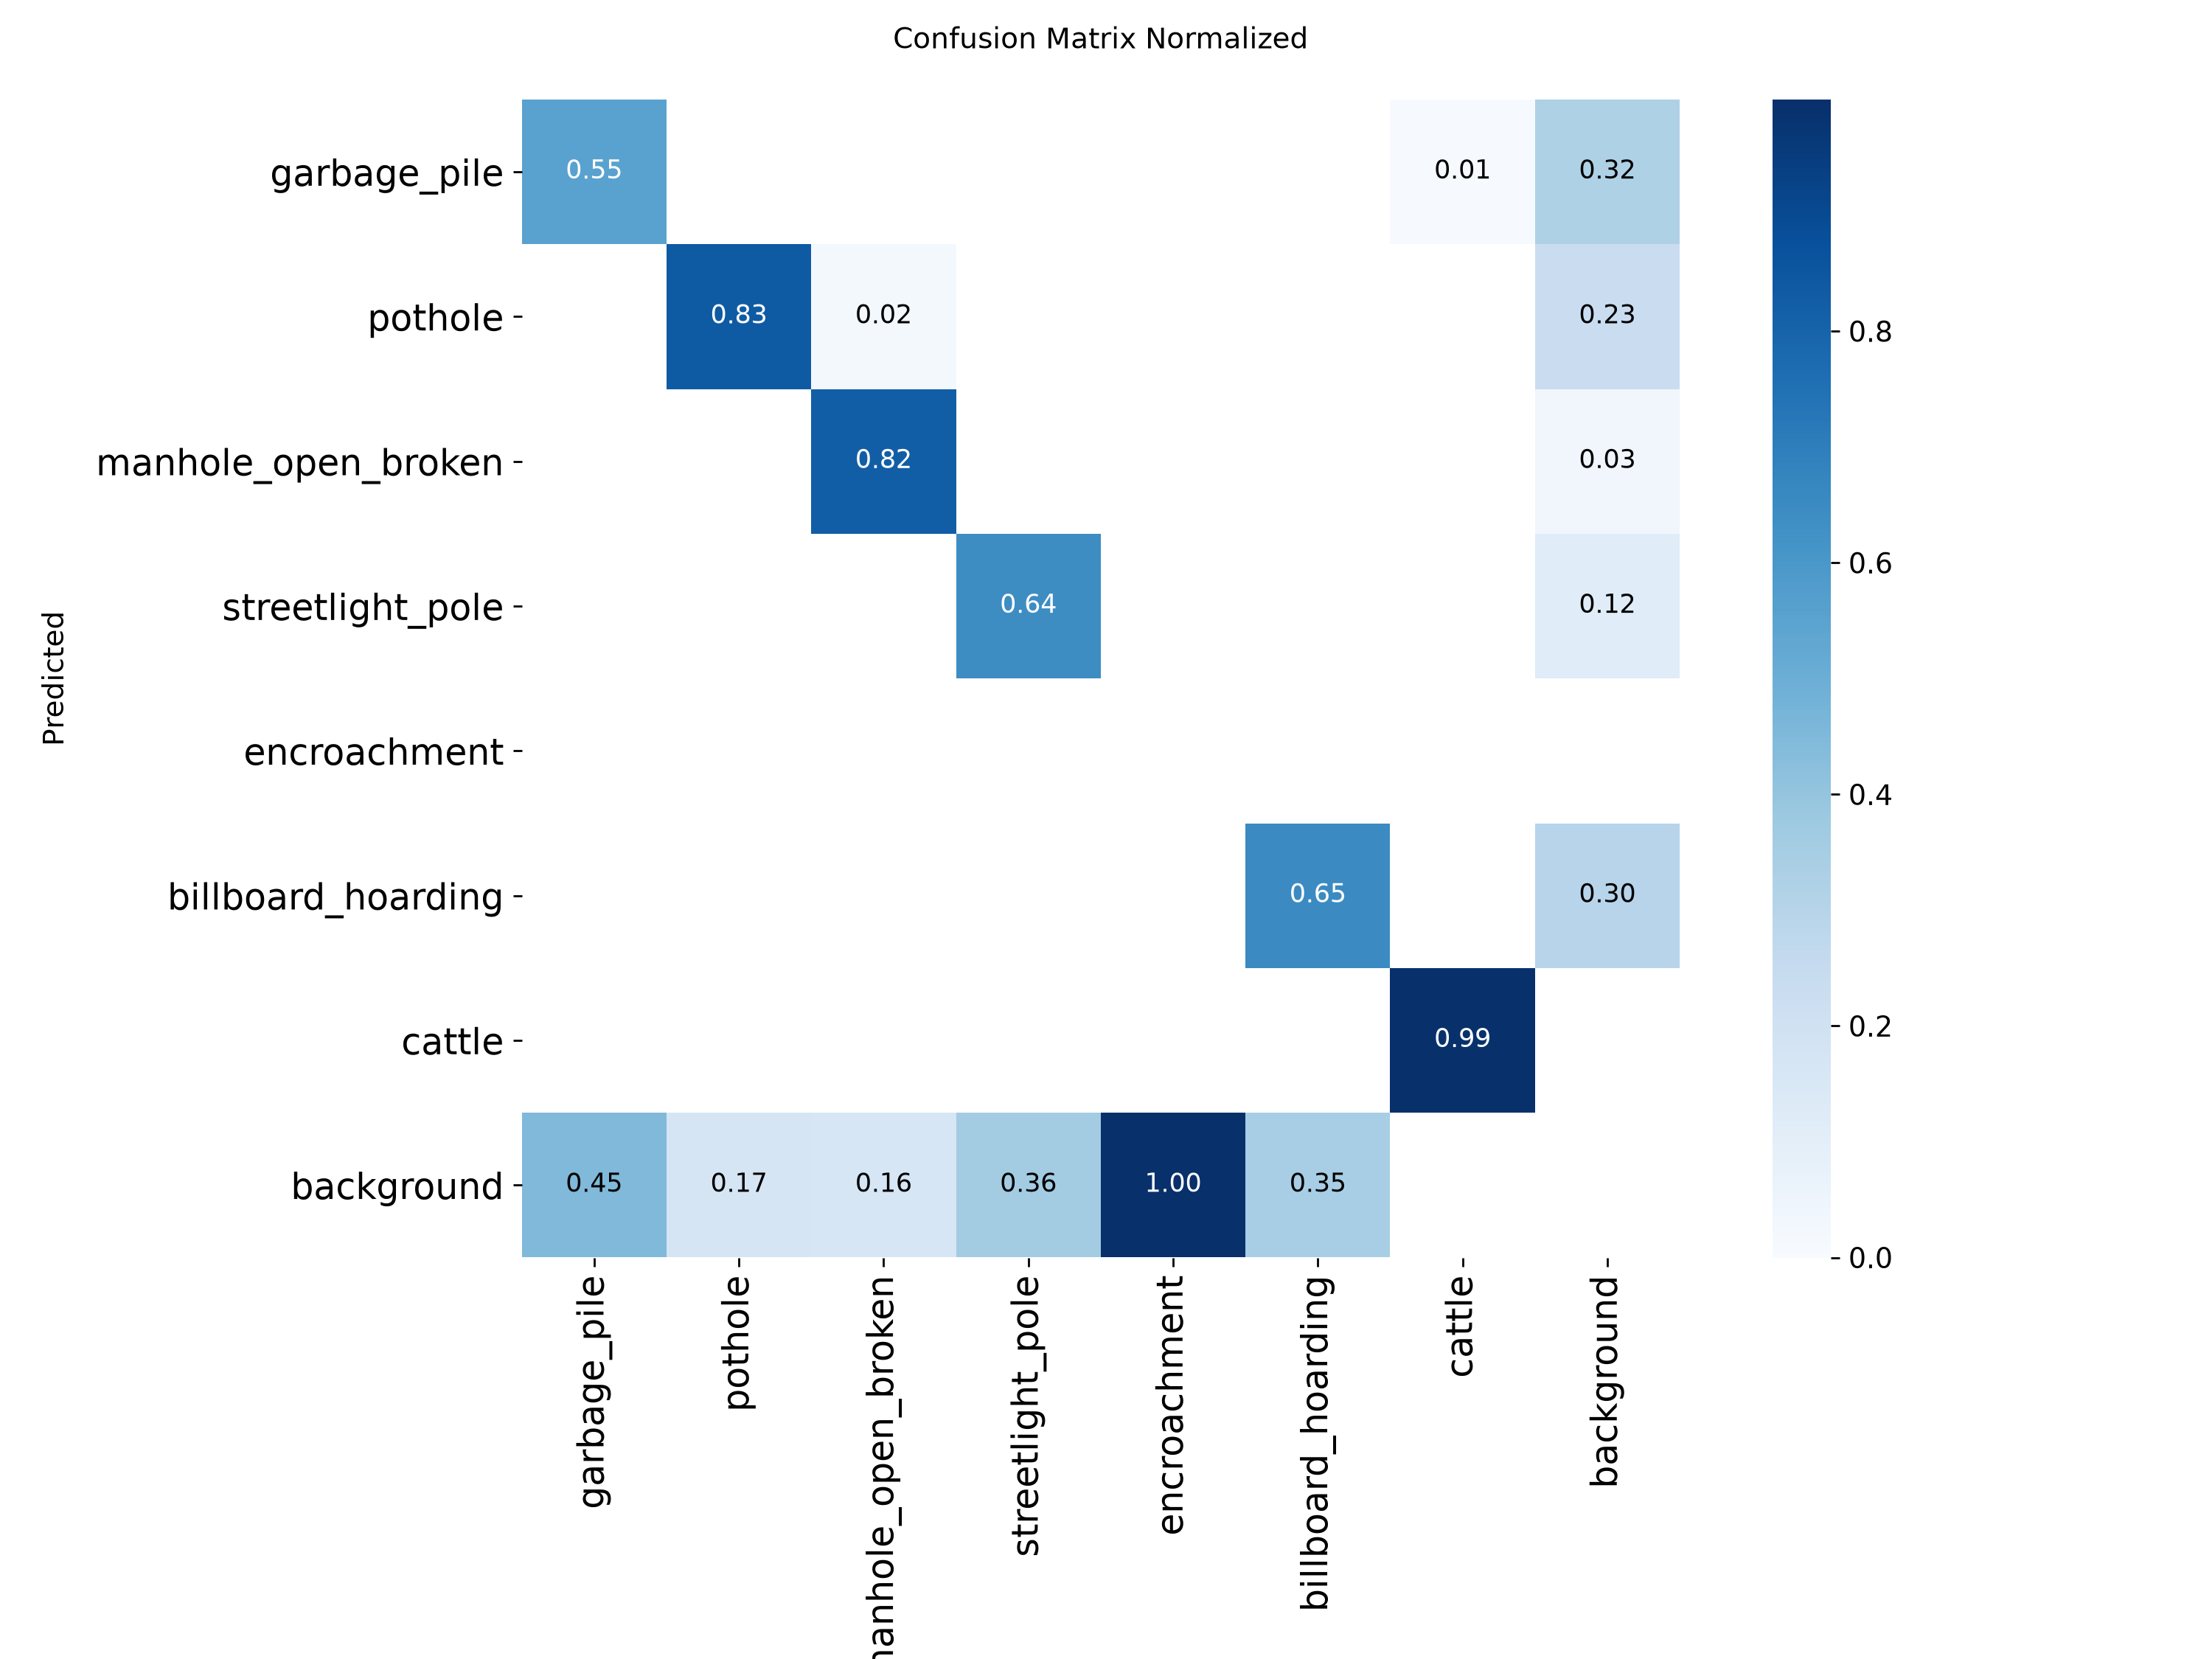 Confusion Matrix Normalized
Predicted
garbage_pile
pothole
manhole_open_broken
streetlight_pole
encroachment
billboard_hoarding
cattle
background
0.55
0.01
0.32
0.83
0.02
0.23
0.82
0.03
0.64
0.12
0.65
0.30
0.99
0.45
0.17
0.16
0.36
1.00
0.35
garbage_pile
pothole
anhole_open_broken
streetlight_pole
encroachment
billboard_hoarding
cattle
background
0.8
0.6
0.4
0.2
0.0